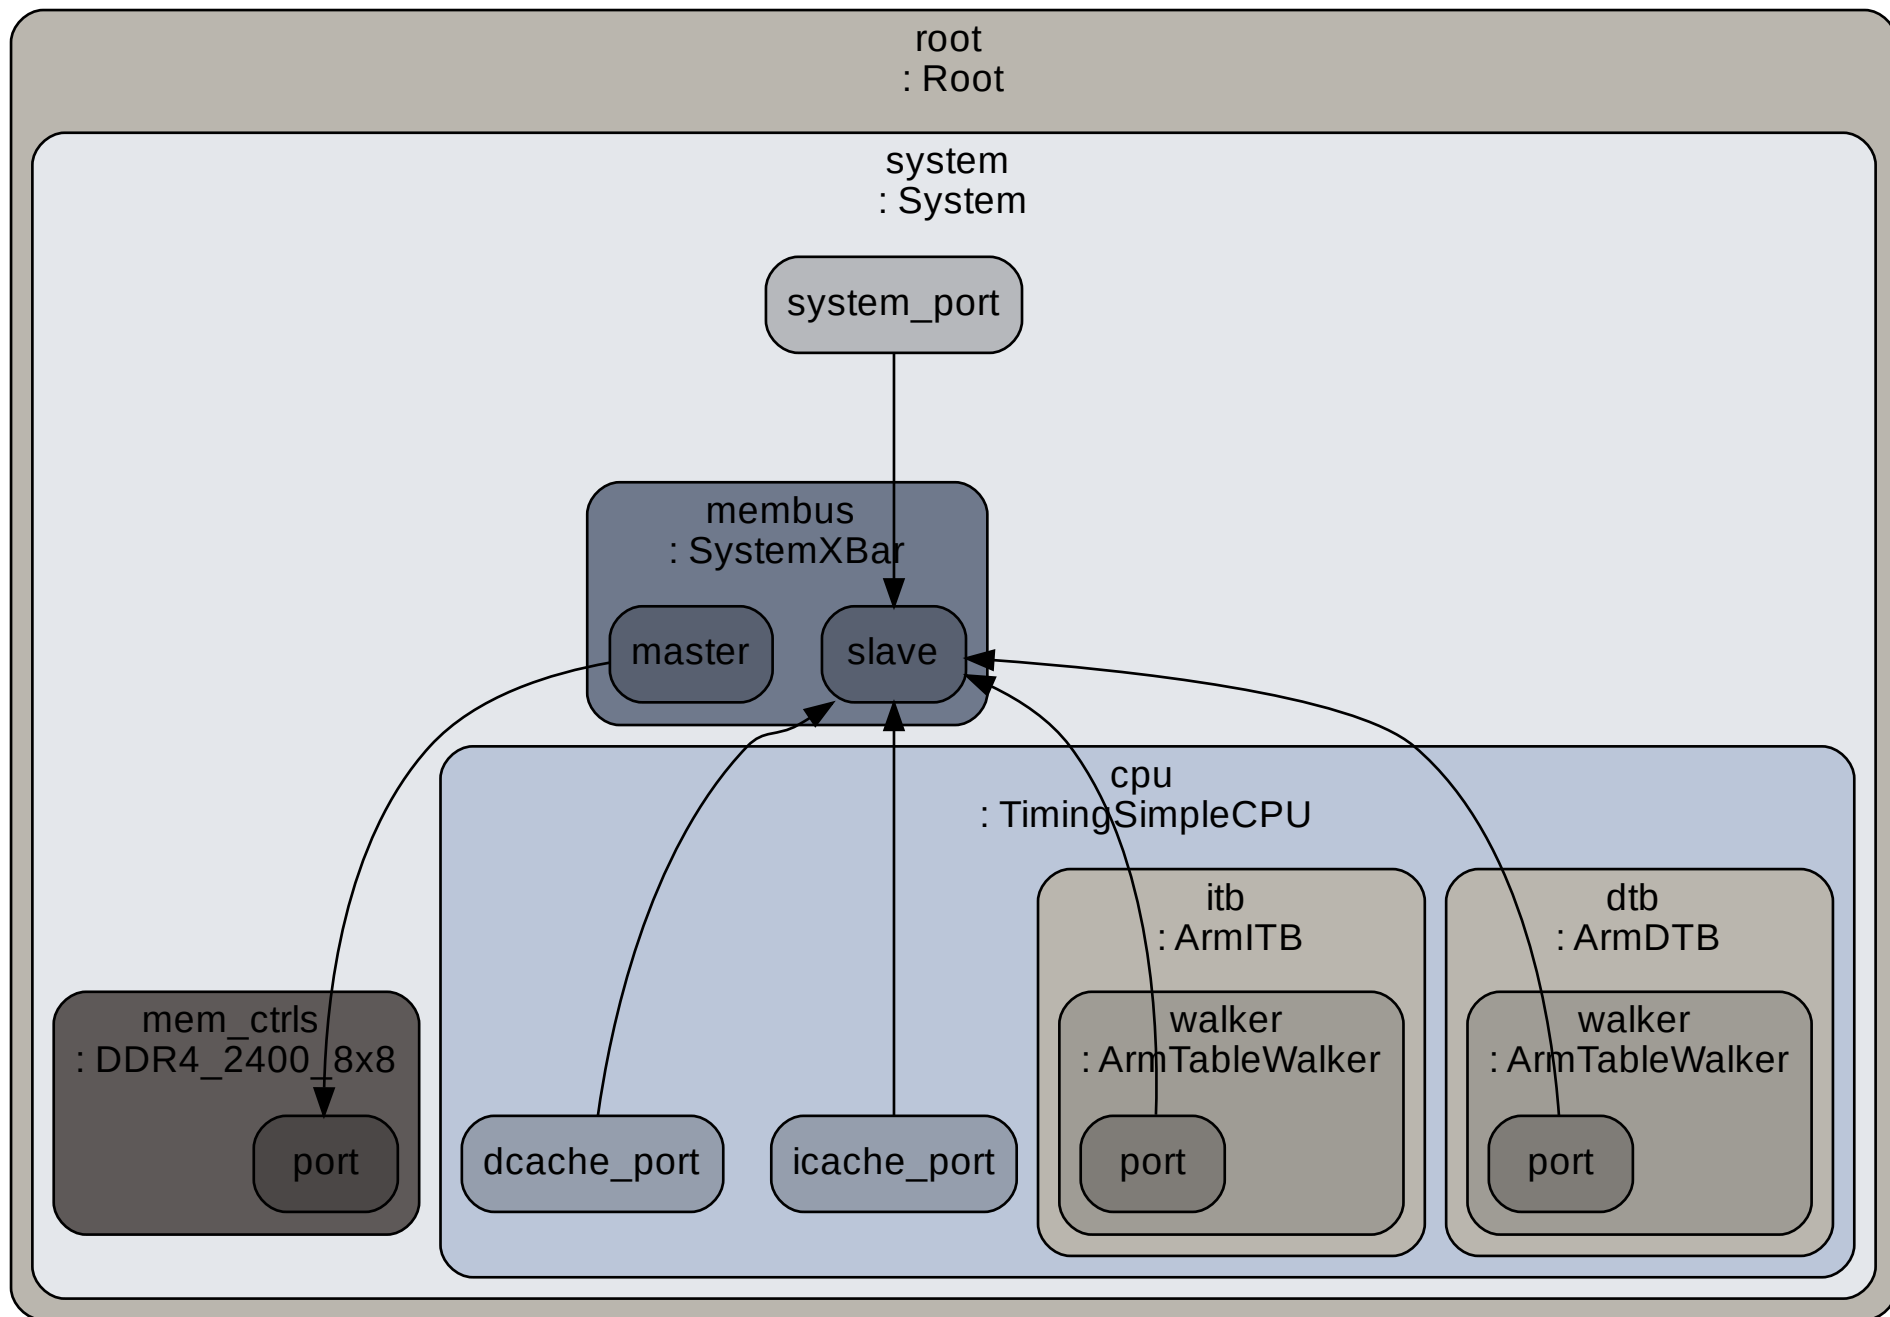 root
: Root
system
: System
system_port
membus
: SystemXBar
master
slave
cpu
: TimingSimpleCPU
itb
: ArmITB
dtb
: ArmDTB
mem_ctrls
: DDR4_2400_8x8
walker
: ArmTableWalker
walker
: ArmTableWalker
port
dcache_port
icache_port
port
port